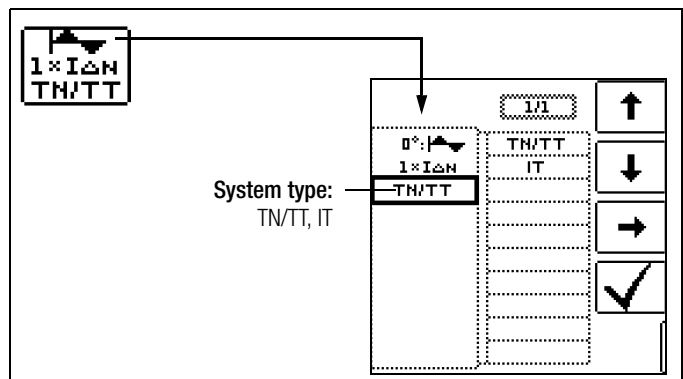 1×IΔN
TN/TT
1/1
0°:
1×IΔN
TN/TT
TN/TT
IT
System type:
TN/TT, IT